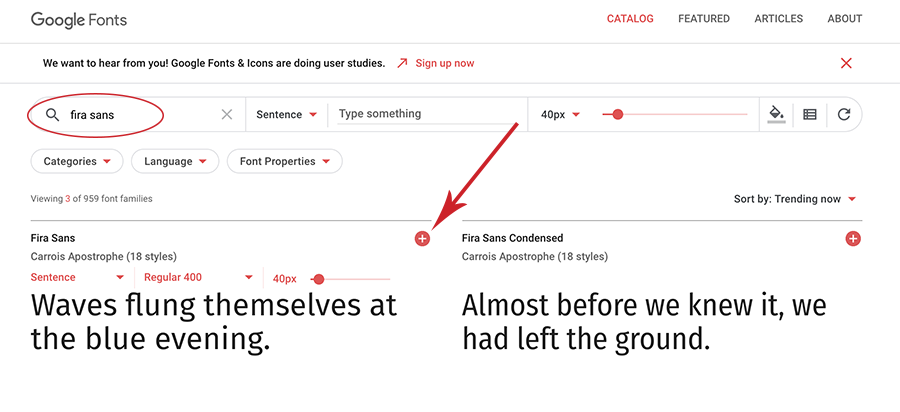 Google Fonts CATALOG FEATURED ARTICLES ABOUT
We want to hear from you! Google Fonts & Icons are doing user studies. Sign up now
fira sans Sentence Type something 40px
Categories Language Font Properties
Viewing 3 of 959 font families Sort by: Trending now
Fira Sans
Carrois Apostrophe (18 styles)
Sentence Regular 400 40px
Waves flung themselves at
the blue evening.
Fira Sans Condensed
Carrois Apostrophe (18 styles)
Almost before we knew it, we
had left the ground.